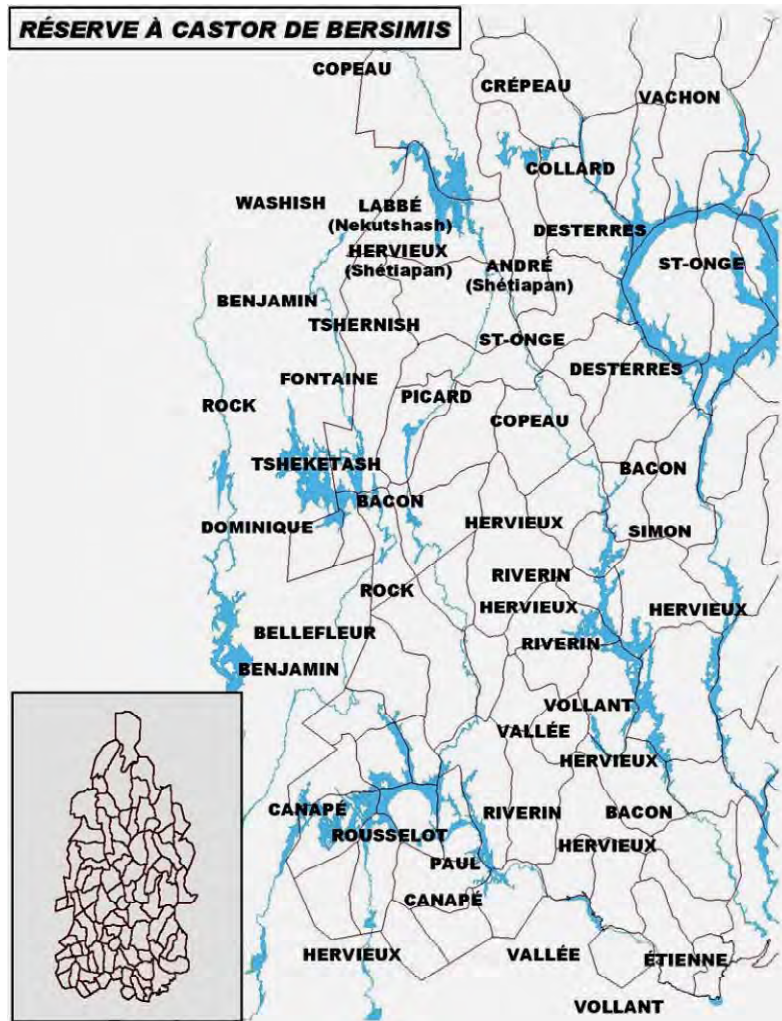 RÉSERVE À CASTOR DE BERSIMIS
COPEAU
CRÉPEAU
VACHON
COLLARD
WASHISH
LABBÉ
(Nekutshash)
DESTERRES
HERVIEUX
(Shétiapan)
ANDRÉ
(Shétiapan)
ST-ONGE
BENJAMIN
TSHERNISH
ST-ONGE
DESTERRES
FONTAINE
PICARD
ROCK
COPEAU
TSHEKETASH
BACON
BACON
DOMINIQUE
HERVIEUX
SIMON
RIVERIN
ROCK
HERVIEUX
HERVIEUX
BELLEFLEUR
RIVERIN
BENJAMIN
VOLLANT
VALLÉE
HERVIEUX
CANAPÉ
RIVERIN
BACON
ROUSSELOT
HERVIEUX
PAUL
CANAPÉ
HERVIEUX
VALLÉE
ÉTIENNE
VOLLANT